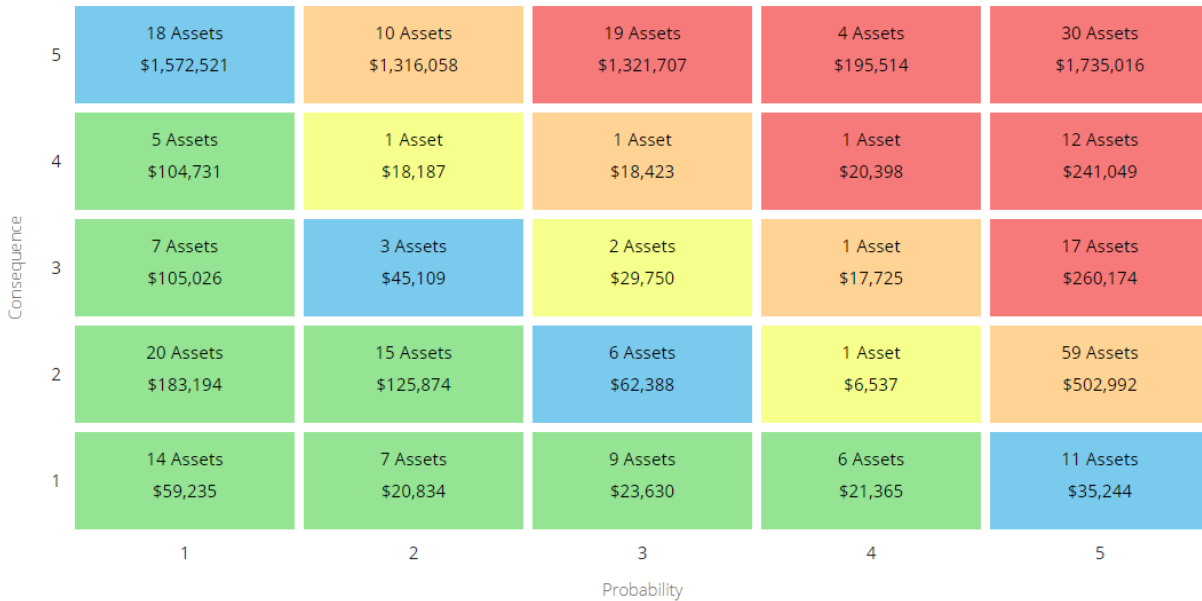 5
18 Assets
$1,572,521
10 Assets
$1,316,058
19 Assets
$1,321,707
4 Assets
$195,514
30 Assets
$1,735,016
4
5 Assets
$104,731
1 Asset
$18,187
1 Asset
$18,423
1 Asset
$20,398
12 Assets
$241,049
Consequence
3
7 Assets
$105,026
3 Assets
$45,109
2 Assets
$29,750
1 Asset
$17,725
17 Assets
$260,174
2
20 Assets
$183,194
15 Assets
$125,874
6 Assets
$62,388
1 Asset
$6,537
59 Assets
$502,992
1
14 Assets
$59,235
7 Assets
$20,834
9 Assets
$23,630
6 Assets
$21,365
11 Assets
$35,244
1
2
3
4
5
Probability